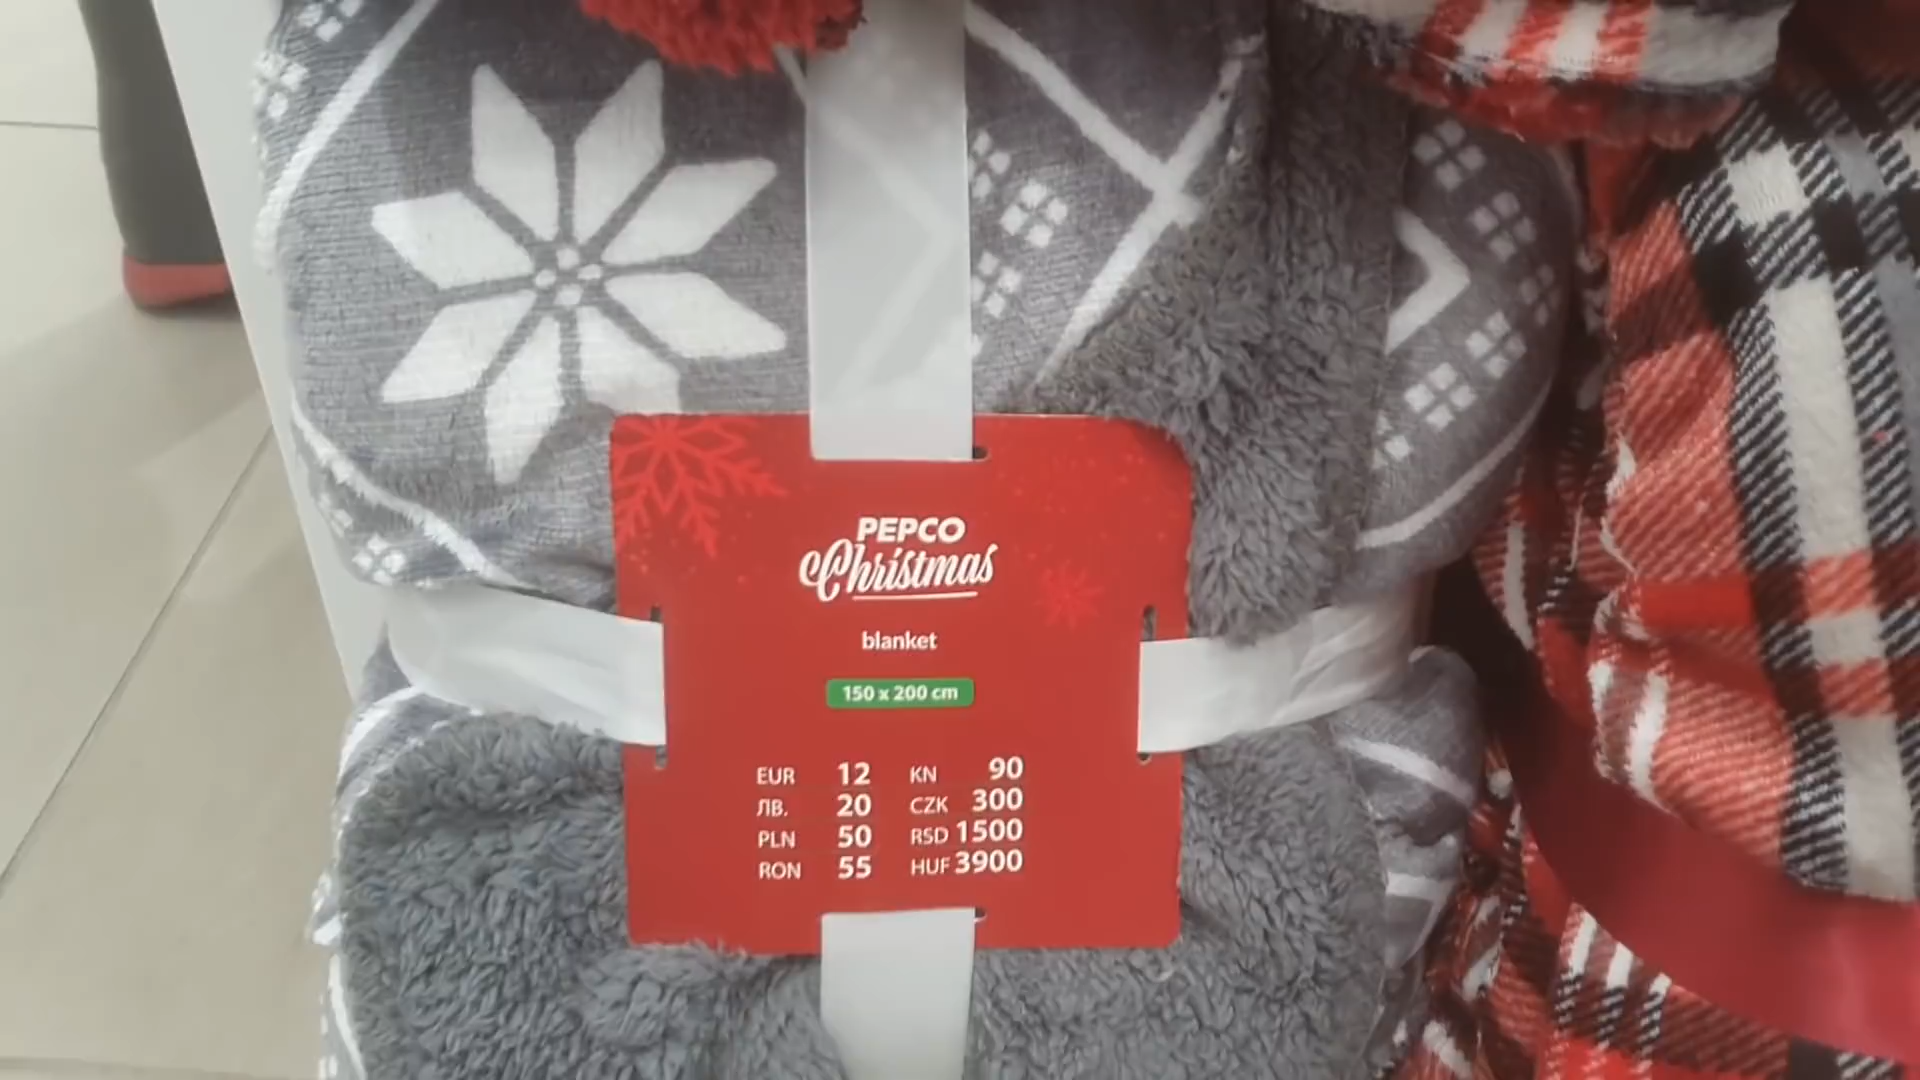 PEPCO
Christmas
blanket
150 x 200 cm
EUR 12 KN 90
ЛВ. 20 CZK 300
PLN 50 RSD 1500
RON 55 HUF 3900